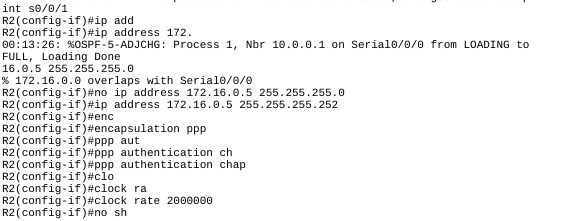 int s0/0/1
R2(config-if)#ip add
R2(config-if)#ip address 172.
00:13:26: %OSPF-5-ADJCHG: Process 1, Nbr 10.0.0.1 on Serial0/0/0 from LOADING to
FULL, Loading Done
16.0.5 255.255.255.0
% 172.16.0.0 overlaps with Serial0/0/0
R2(config-if)#no ip address 172.16.0.5 255.255.255.0
R2(config-if)#ip address 172.16.0.5 255.255.255.252
R2(config-if)#enc
R2(config-if)#encapsulation ppp
R2(config-if)#ppp aut
R2(config-if)#ppp authentication ch
R2(config-if)#ppp authentication chap
R2(config-if)#clo
R2(config-if)#clock ra
R2(config-if)#clock rate 2000000
R2(config-if)#no sh